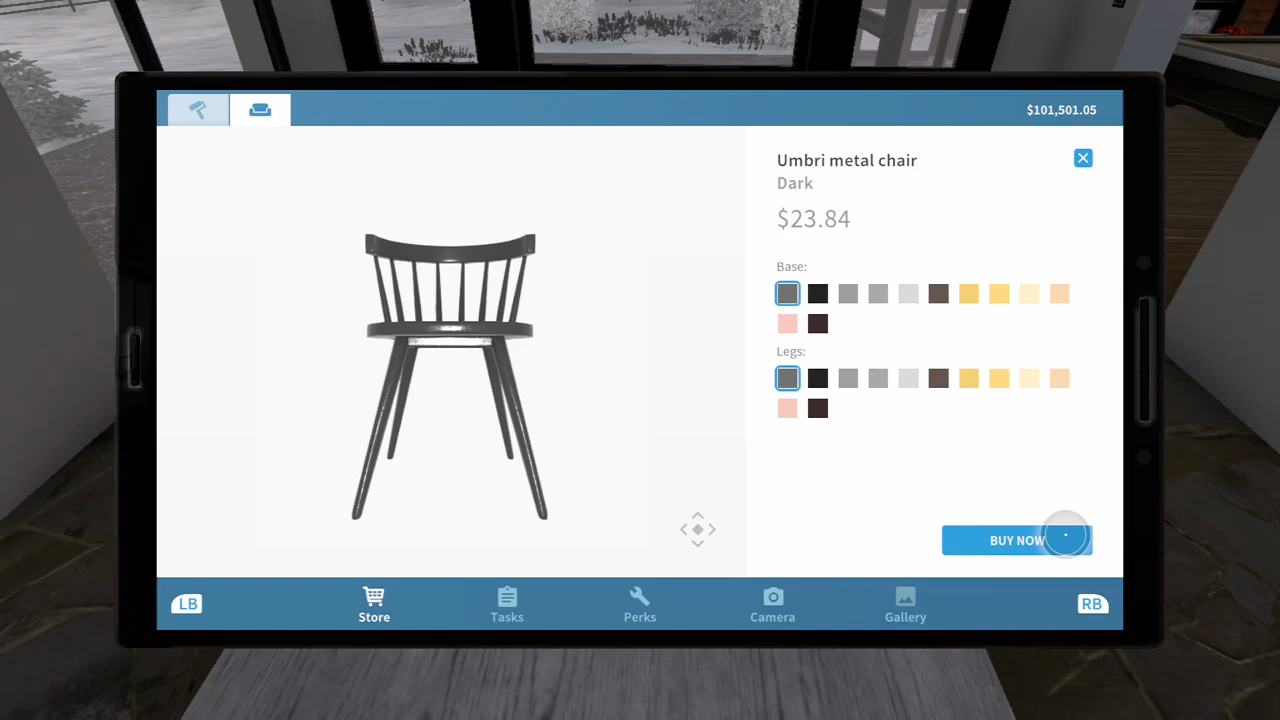 $101,501.05
Umbri metal chair
Dark
$23.84
Base:
Legs:
BUY NOW
LB
Store
Tasks
Perks
Camera
Gallery
RB